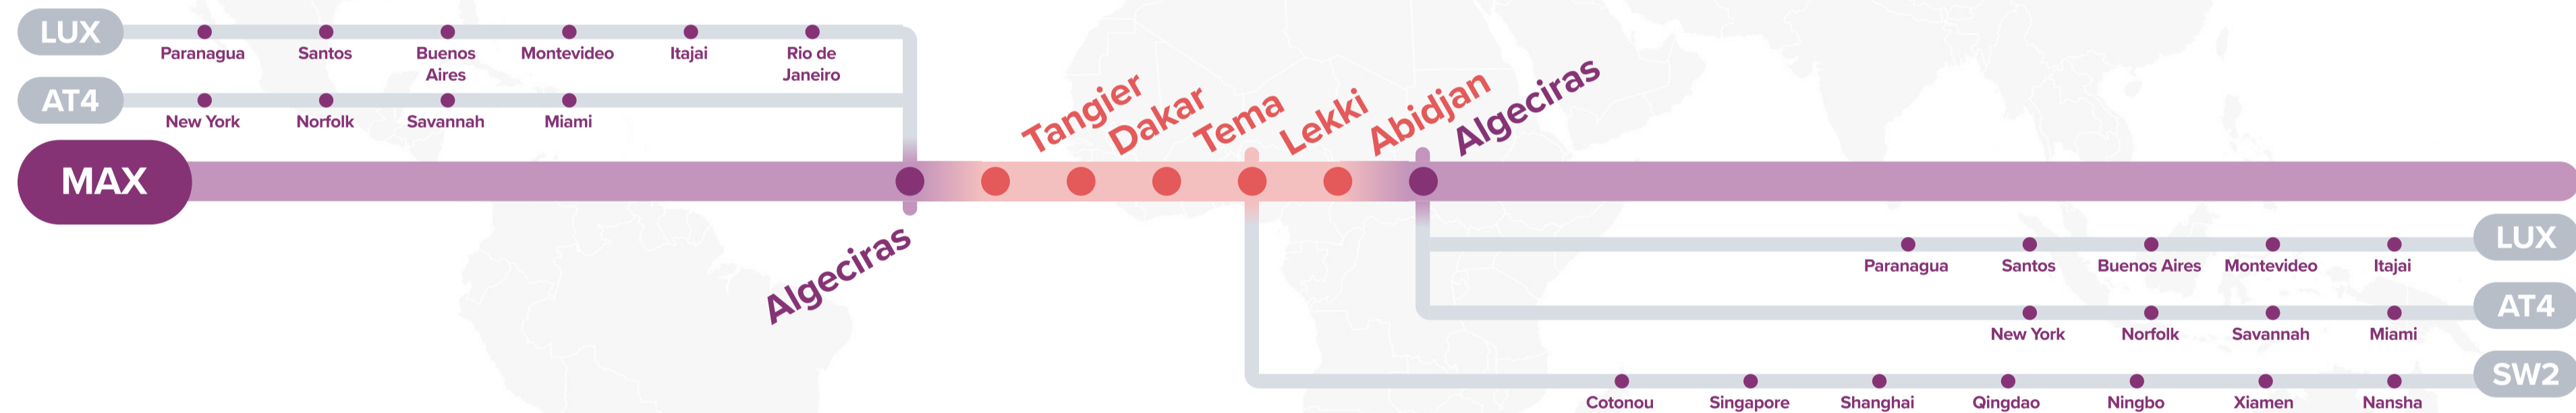 LUX
Paranagua
Santos
Buenos
Aires
Montevideo
Itajai
Rio de
Janeiro
AT4
New York
Norfolk
Savannah
Miami
MAX
Algeciras
Tangier
Dakar
Tema
Lekki
Abidjan
Algeciras
LUX
Paranagua
Santos
Buenos Aires
Montevideo
Itajai
AT4
New York
Norfolk
Savannah
Miami
SW2
Cotonou
Singapore
Shanghai
Qingdao
Ningbo
Xiamen
Nansha